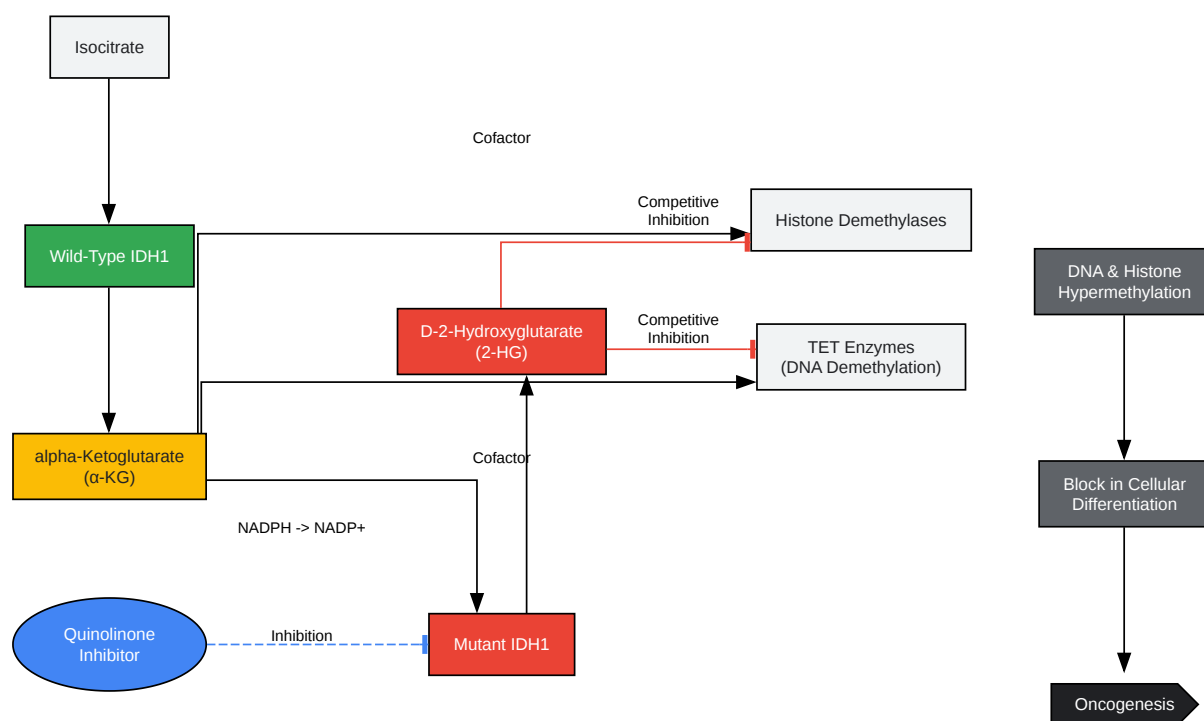 Isocitrate
Cofactor
Competitive
Inhibition
Histone Demethylases
Wild-Type IDH1
DNA & Histone
Hypermethylation
D-2-Hydroxyglutarate
(2-HG)
Competitive
Inhibition
TET Enzymes
(DNA Demethylation)
alpha-Ketoglutarate
(α-KG)
Cofactor
Block in Cellular
Differentiation
NADPH -> NADP+
Quinolinone
Inhibitor
Inhibition
Mutant IDH1
Oncogenesis